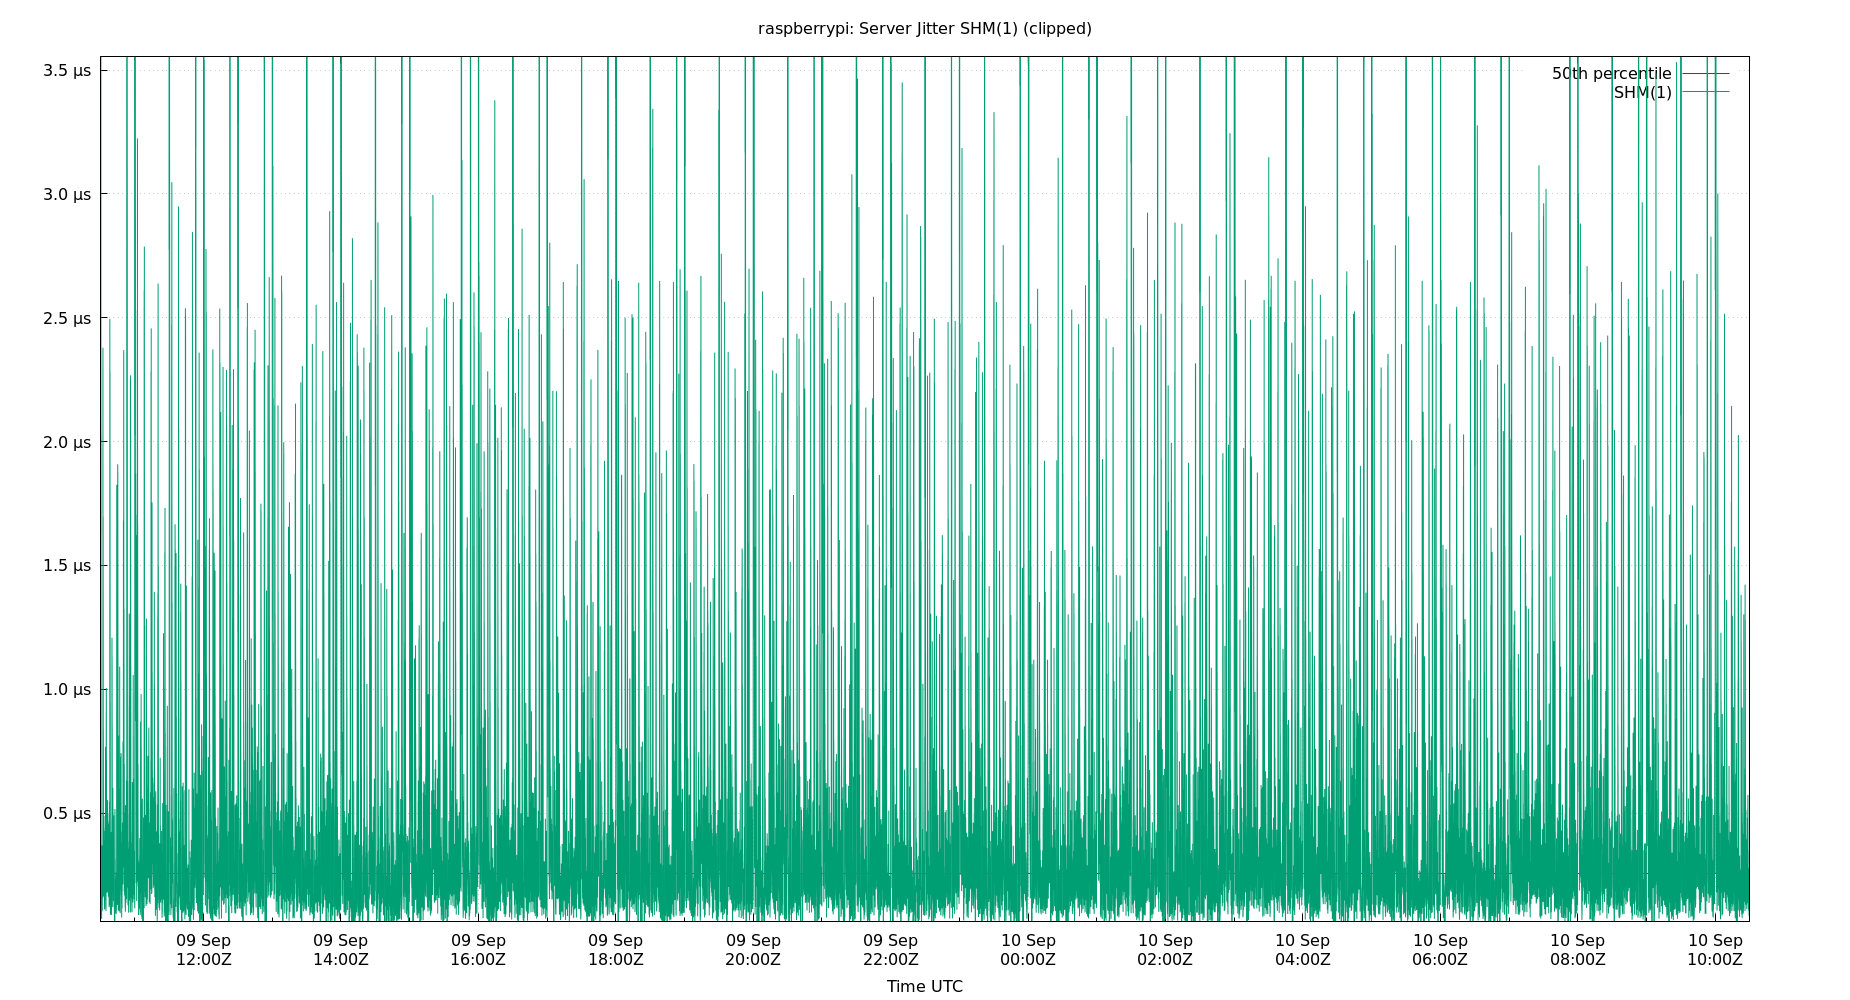 raspberrypi: Server Jitter SHM(1) (clipped)
3.5 µs
50th percentile
SHM(1)
3.0 µs
2.5 µs
2.0 µs
1.5 µs
1.0 µs
0.5 µs
09 Sep 09 Sep 09 Sep 09 Sep 09 Sep 09 Sep 10 Sep 10 Sep 10 Sep 10 Sep 10 Sep 10 Sep
12:00Z 14:00Z 16:00Z 18:00Z 20:00Z 22:00Z 00:00Z 02:00Z 04:00Z 06:00Z 08:00Z 10:00Z
Time UTC